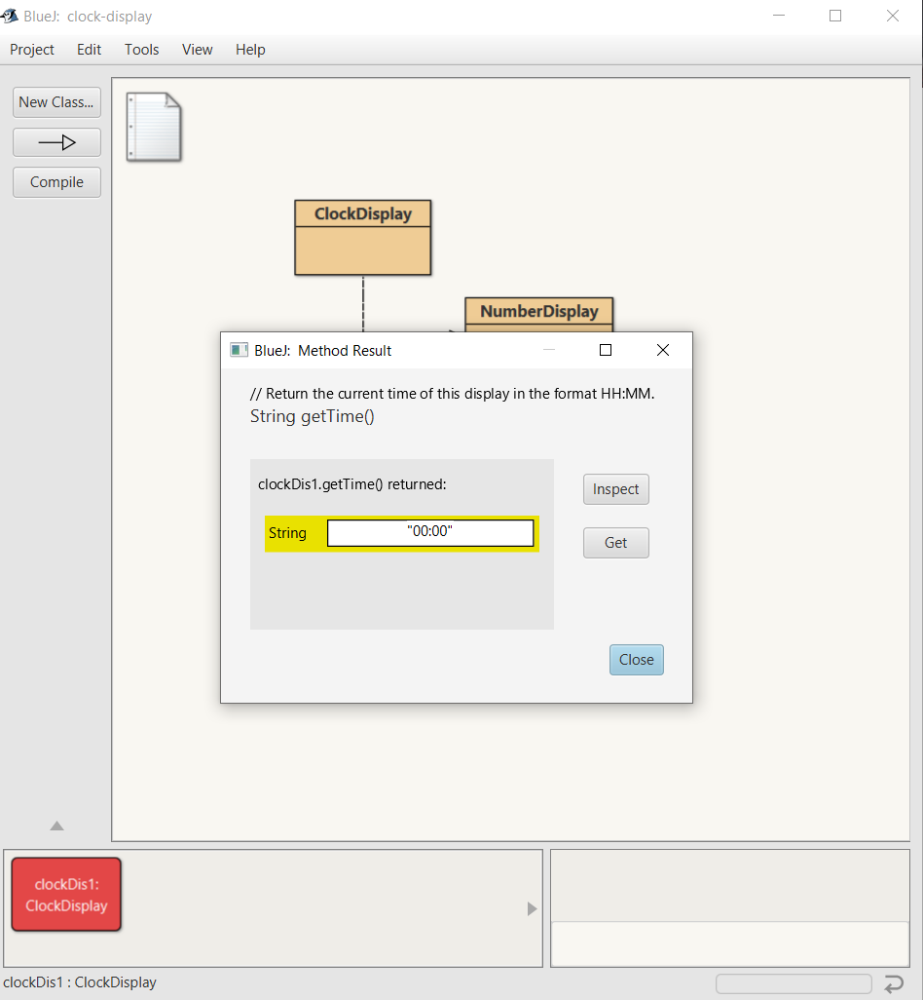 BlueJ:  clock-display
Project Edit Tools View Help
New Class...
Compile
ClockDisplay
NumberDisplay
BlueJ:  Method Result
// Return the current time of this display in the format HH:MM.
String getTime()
clockDis1.getTime() returned:
Inspect
String "00:00"
Get
Close
clockDis1:
ClockDisplay
clockDis1 : ClockDisplay